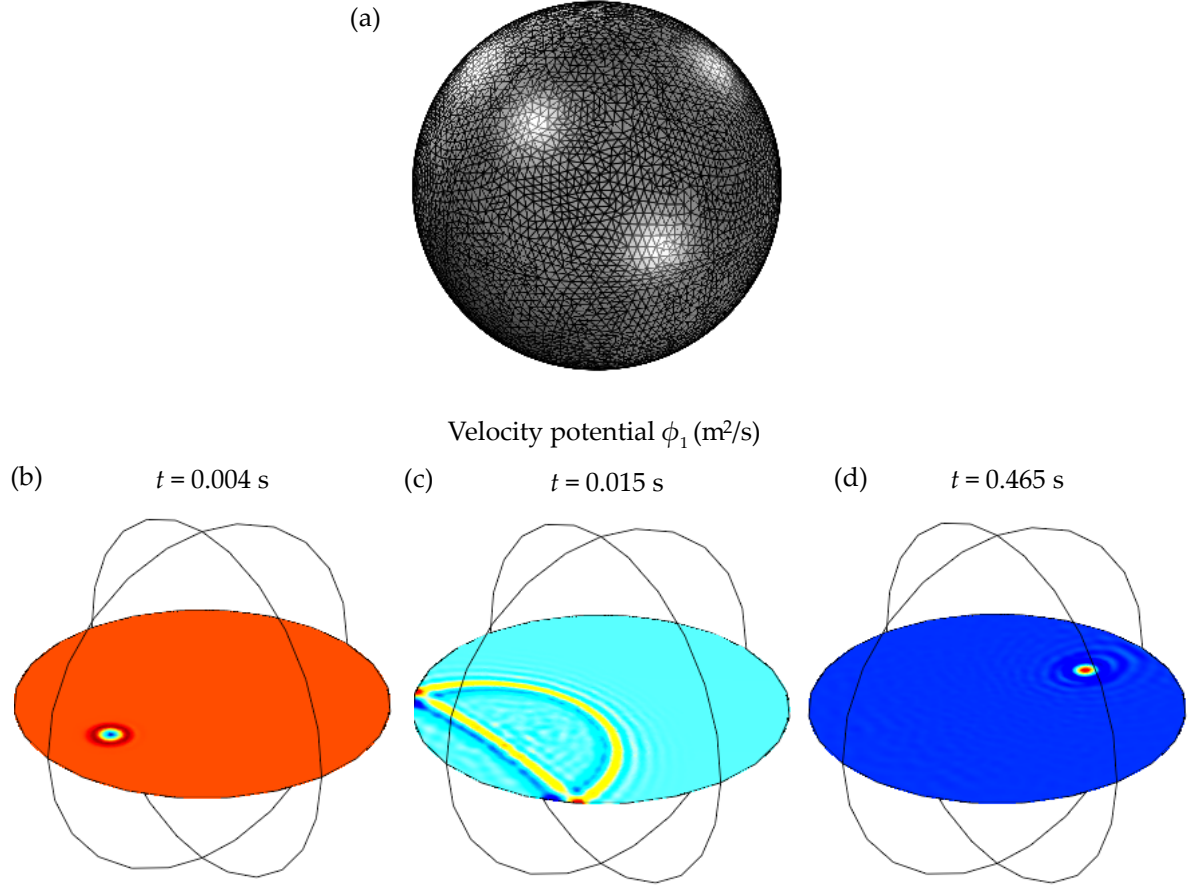 (a)
Velocity potential ϕ₁ (m²/s)
(b) t = 0.004 s
(c) t = 0.015 s
(d) t = 0.465 s